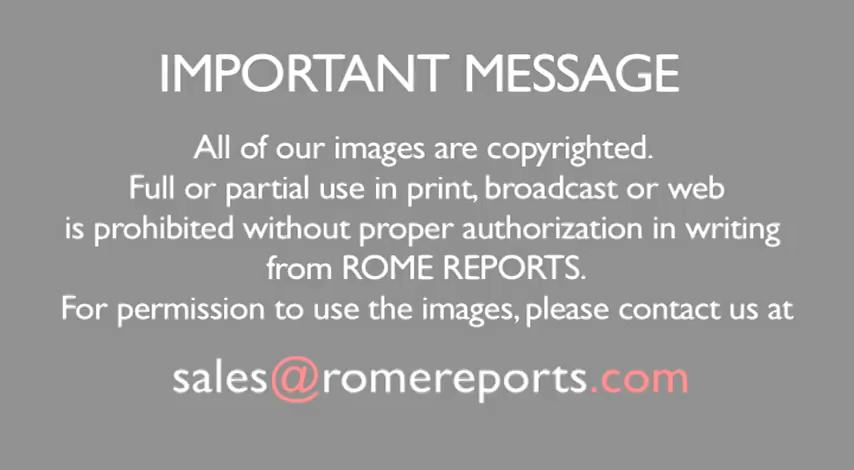 IMPORTANT MESSAGE
All of our images are copyrighted.
Full or partial use in print, broadcast or web
is prohibited without proper authorization in writing
from ROME REPORTS.
For permission to use the images, please contact us at
sales@romereports.com